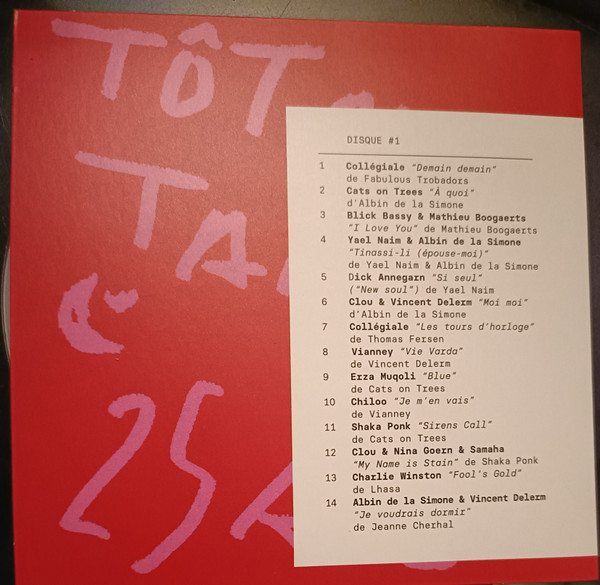 TÔT
TA
25
DISQUE #1
1 Collégiale "Demain demain"
de Fabulous Trobadors
2 Cats on Trees "À quoi"
d'Albin de la Simone
3 Blick Bassy & Mathieu Boogaerts
"I Love You" de Mathieu Boogaerts
4 Yael Naim & Albin de la Simone
"Tinassi-li (épouse-moi)"
de Yael Naim & Albin de la Simone
5 Dick Annegarn "Si seul"
("New soul") de Yael Naim
6 Clou & Vincent Delerm "Moi moi"
d'Albin de la Simone
7 Collégiale "Les tours d'horloge"
de Thomas Fersen
8 Vianney "Vie Varda"
de Vincent Delerm
9 Erza Muqoli "Blue"
de Cats on Trees
10 Chiloo "Je m'en vais"
de Vianney
11 Shaka Ponk "Sirens Call"
de Cats on Trees
12 Clou & Nina Goern & Samaha
"My Name is Stain" de Shaka Ponk
13 Charlie Winston "Fool's Gold"
de Lhasa
14 Albin de la Simone & Vincent Delerm
"Je voudrais dormir"
de Jeanne Cherhal